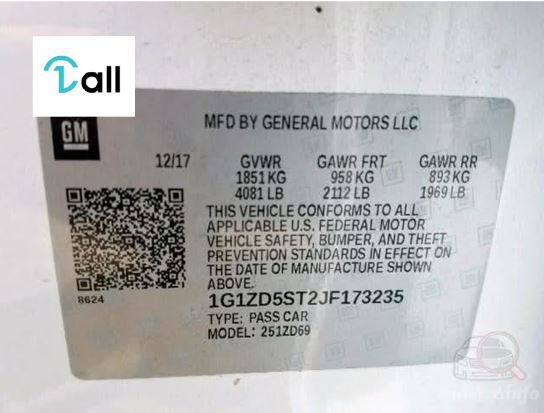 1all
GM
MFD BY GENERAL MOTORS LLC
12/17 GVWR GAWR FRT GAWR RR
1851 KG 958 KG 893 KG
4081 LB 2112 LB 1969 LB
THIS VEHICLE CONFORMS TO ALL
APPLICABLE U.S. FEDERAL MOTOR
VEHICLE SAFETY, BUMPER, AND THEFT
PREVENTION STANDARDS IN EFFECT ON
THE DATE OF MANUFACTURE SHOWN
ABOVE.
8624
1G1ZD5ST2JF173235
TYPE: PASS CAR
MODEL: 251ZD69